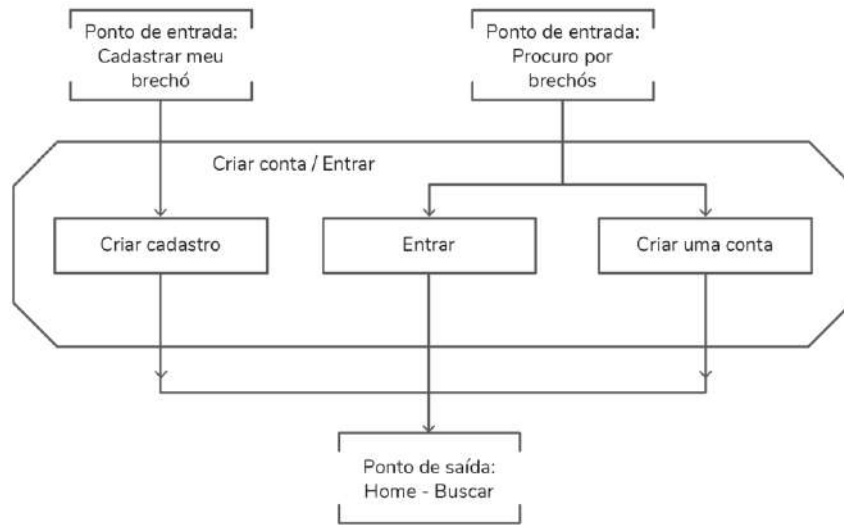 Ponto de entrada:
Cadastrar meu
brechó
Ponto de entrada:
Procuro por
brechós
Criar conta / Entrar
Criar cadastro
Entrar
Criar uma conta
Ponto de saída:
Home - Buscar